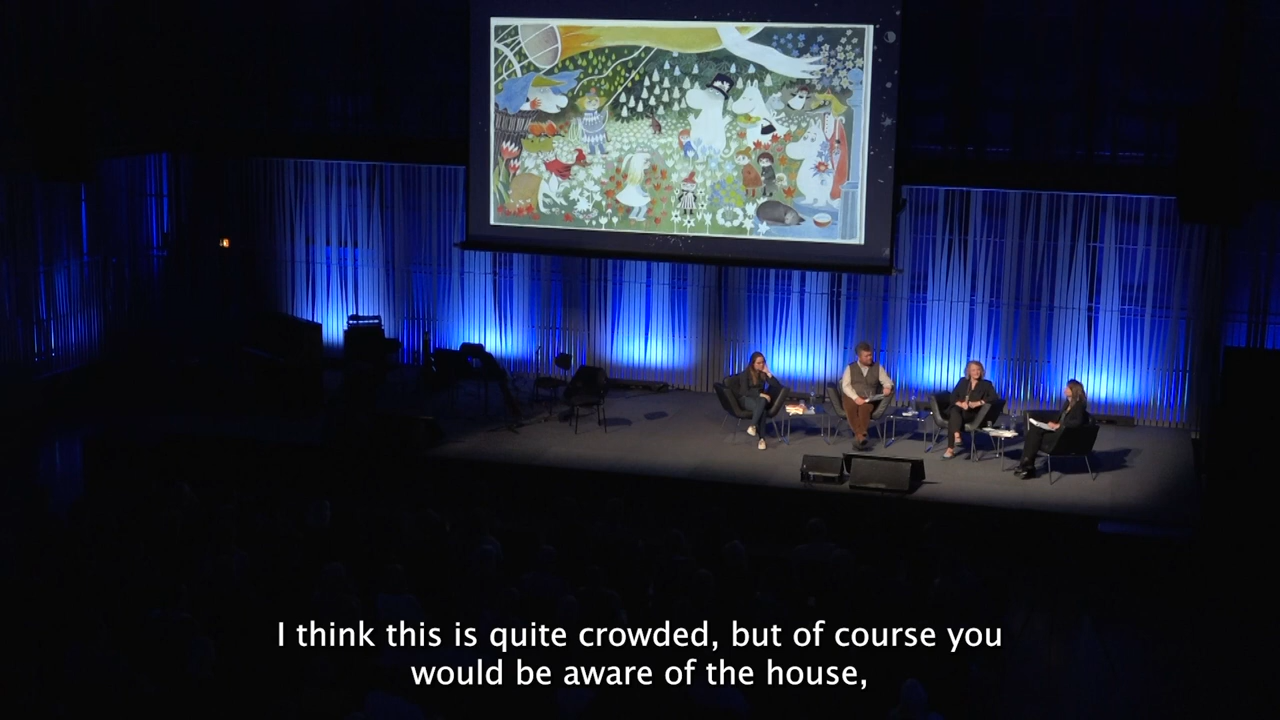 I think this is quite crowded, but of course you
would be aware of the house,